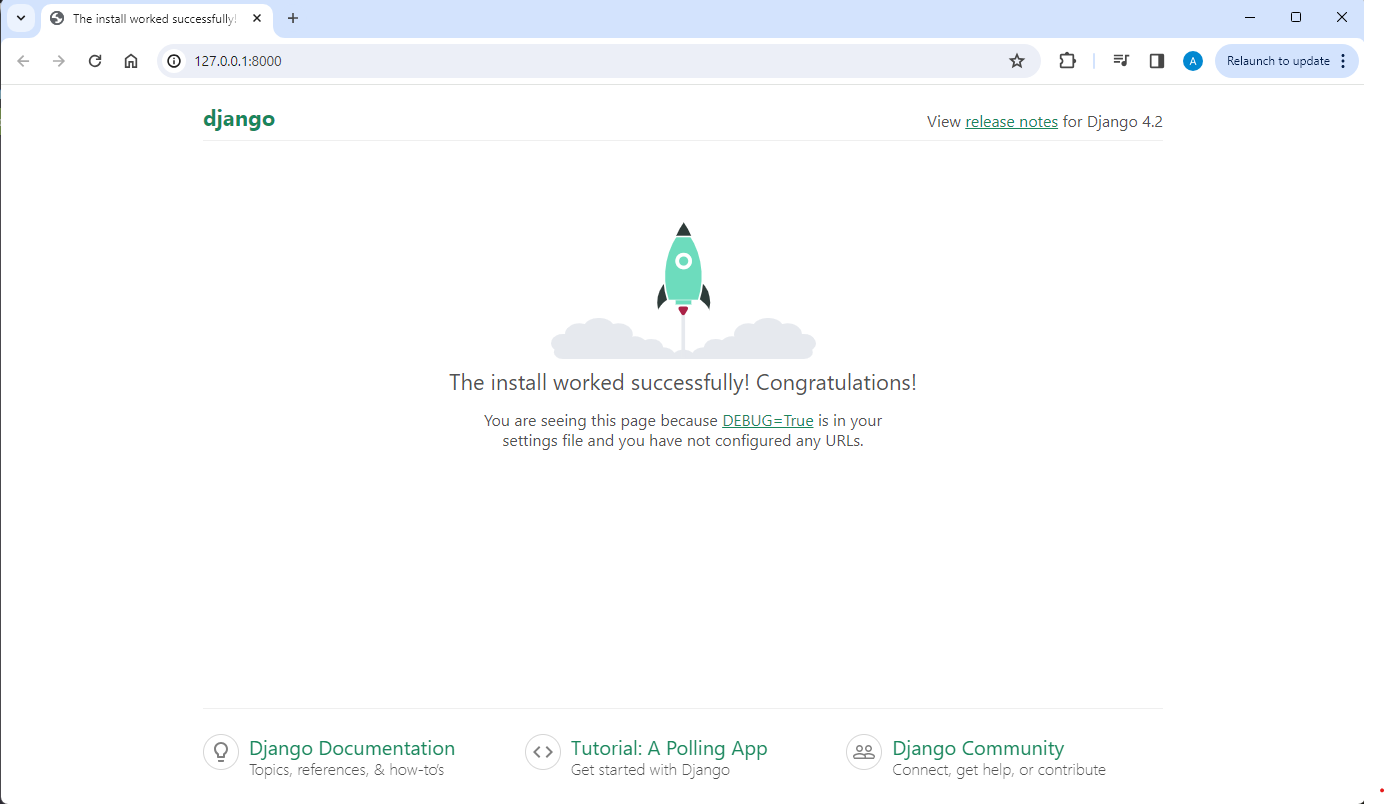 The install worked successfully!
127.0.0.1:8000
A
Relaunch to update
django
View release notes for Django 4.2
The install worked successfully! Congratulations!
You are seeing this page because DEBUG=True is in your
settings file and you have not configured any URLs.
Django Documentation
Topics, references, & how-to's
Tutorial: A Polling App
Get started with Django
Django Community
Connect, get help, or contribute